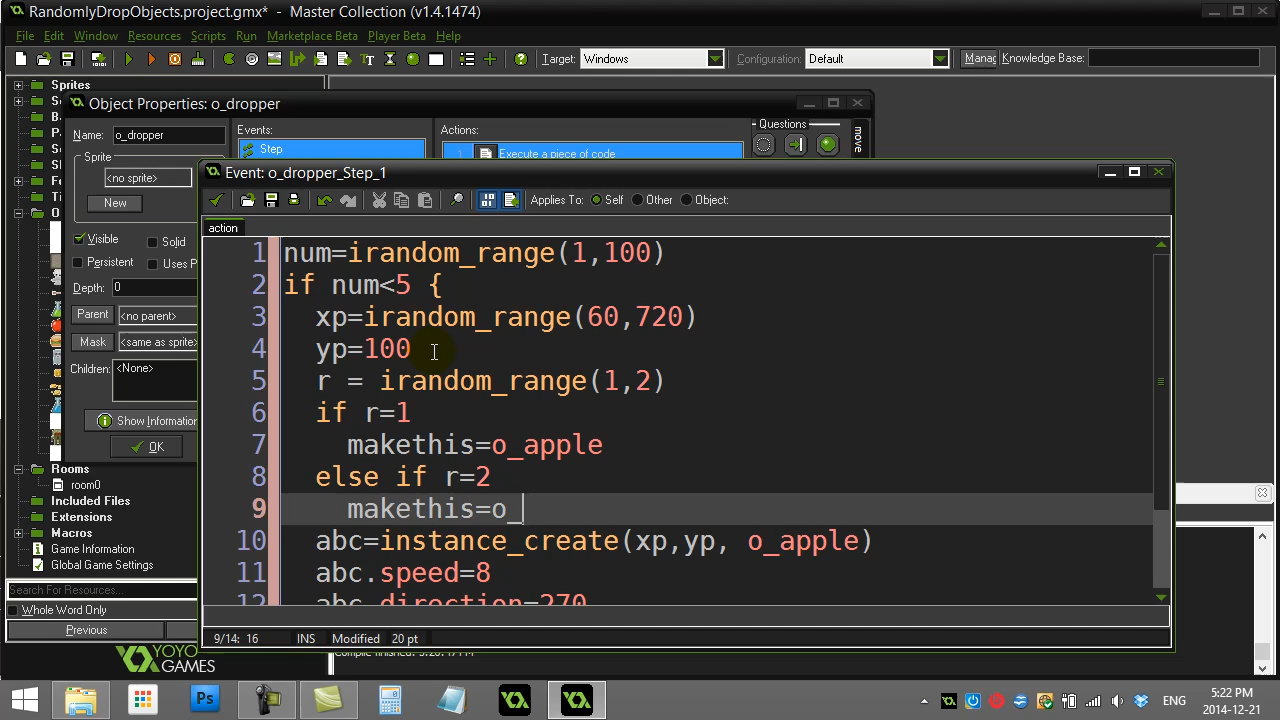 RandomlyDropObjects.project.gmx* - Master Collection (v1.4.1474)
File Edit Window Resources Scripts Run Marketplace Beta Player Beta Help
Target: Windows Configuration: Default Manag Knowledge Base:
Sprites
Object Properties: o_dropper
Name: o_dropper
Events:
Actions:
Questions
move
Step
Execute a piece of code
Sprite
<no sprite>
New
Visible
Solid
Persistent
Uses P
Depth: 0
Parent <no parent>
Mask <same as sprite>
Children: <None>
Show Information
OK
Event: o_dropper_Step_1
Applies To: Self Other Object:
action
1 num=irandom_range(1,100)
2 if num<5 {
3 xp=irandom_range(60,720)
4 yp=100
5 r = irandom_range(1,2)
6 if r=1
7 makethis=o_apple
8 else if r=2
9 makethis=o_
10 abc=instance_create(xp,yp, o_apple)
11 abc.speed=8
12 abc.direction=270
9/14: 16 INS Modified 20 pt
Rooms
room0
Included Files
Extensions
Macros
Game Information
Global Game Settings
Search For Resources...
Whole Word Only
Previous
YOYO
GAMES
Ps
ENG
5:22 PM
2014-12-21